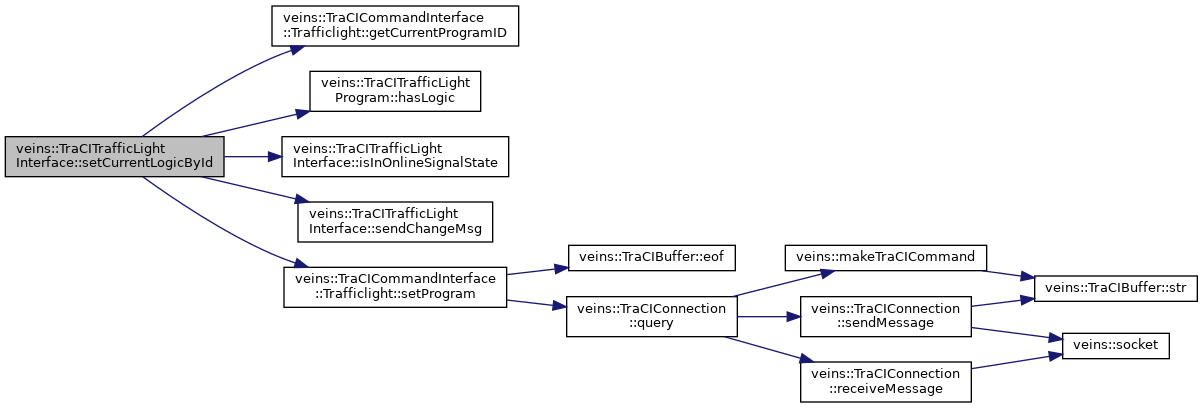 veins::TraCICommandInterface
::Trafficlight::getCurrentProgramID
veins::TraCITrafficLight
Program::hasLogic
veins::TraCITrafficLight
Interface::setCurrentLogicById
veins::TraCITrafficLight
Interface::isInOnlineSignalState
veins::TraCITrafficLight
Interface::sendChangeMsg
veins::TraCICommandInterface
::Trafficlight::setProgram
veins::TraCIBuffer::eof
veins::TraCIConnection
::query
veins::makeTraCICommand
veins::TraCIConnection
::sendMessage
veins::TraCIConnection
::receiveMessage
veins::TraCIBuffer::str
veins::socket